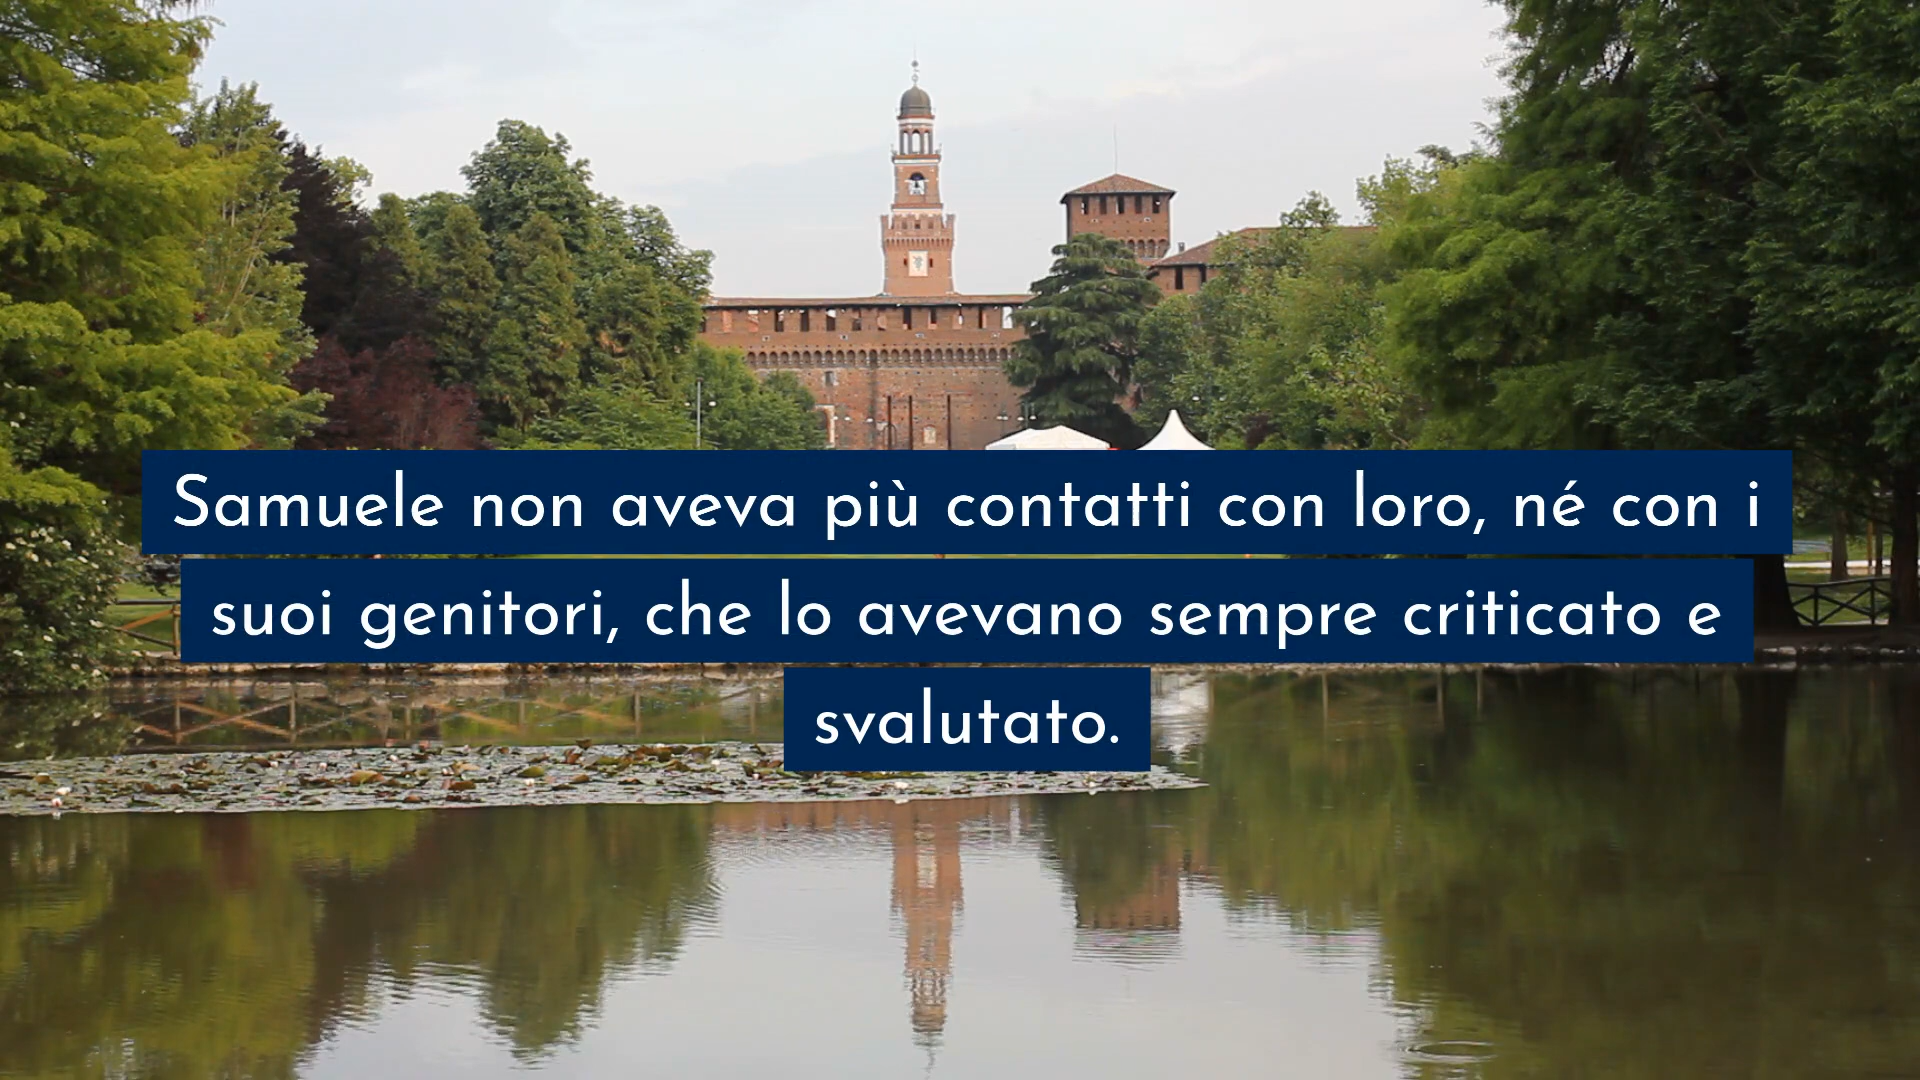 Samuele non aveva più contatti con loro, né con i
suoi genitori, che lo avevano sempre criticato e
svalutato.